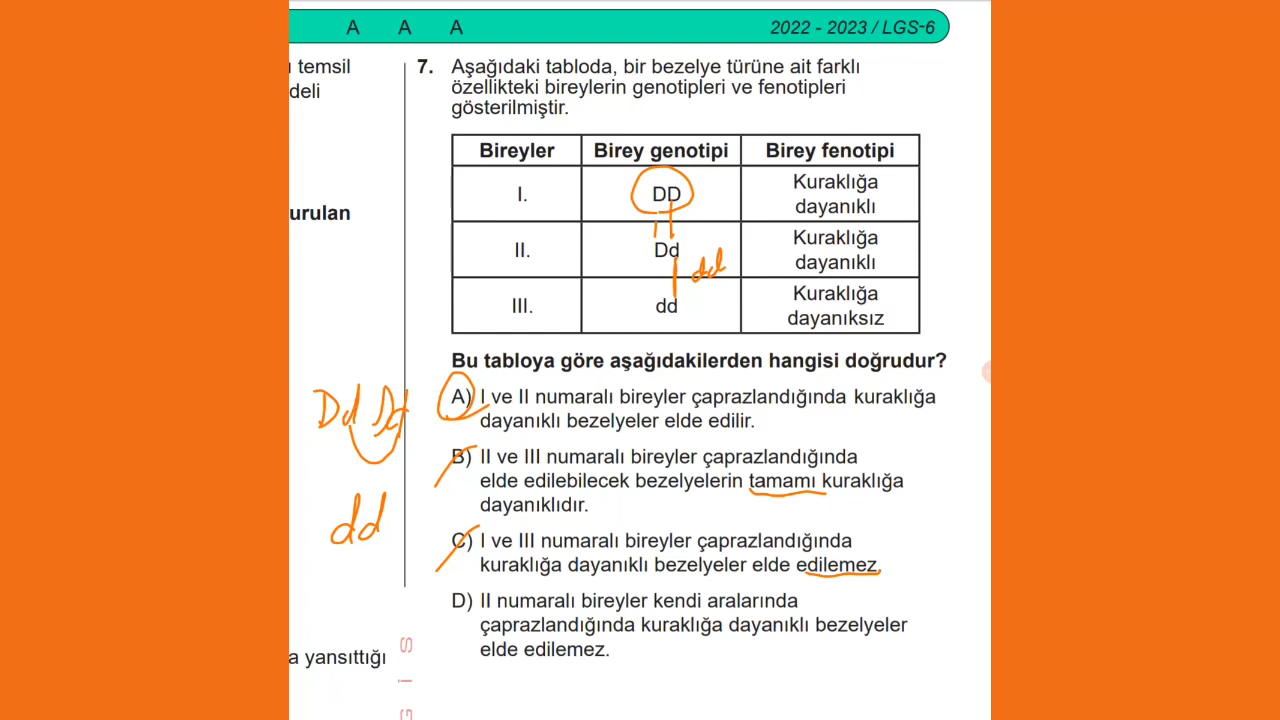 A A A 2022 - 2023 / LGS-6
temsil
deli
urulan
a yansıttığı
G İ S
7. Aşağıdaki tabloda, bir bezelye türüne ait farklı
özellikteki bireylerin genotipleri ve fenotipleri
gösterilmiştir.
Bireyler Birey genotipi Birey fenotipi
I. DD Kuraklığa
dayanıklı
II. Dd Kuraklığa
dayanıklı
dd
III. dd Kuraklığa
dayanıksız
Bu tabloya göre aşağıdakilerden hangisi doğrudur?
A) I ve II numaralı bireyler çaprazlandığında kuraklığa
dayanıklı bezelyeler elde edilir.
B) II ve III numaralı bireyler çaprazlandığında
elde edilebilecek bezelyelerin tamamı kuraklığa
dayanıklıdır.
C) I ve III numaralı bireyler çaprazlandığında
kuraklığa dayanıklı bezelyeler elde edilemez.
D) II numaralı bireyler kendi aralarında
çaprazlandığında kuraklığa dayanıklı bezelyeler
elde edilemez.
Dd Dd
dd